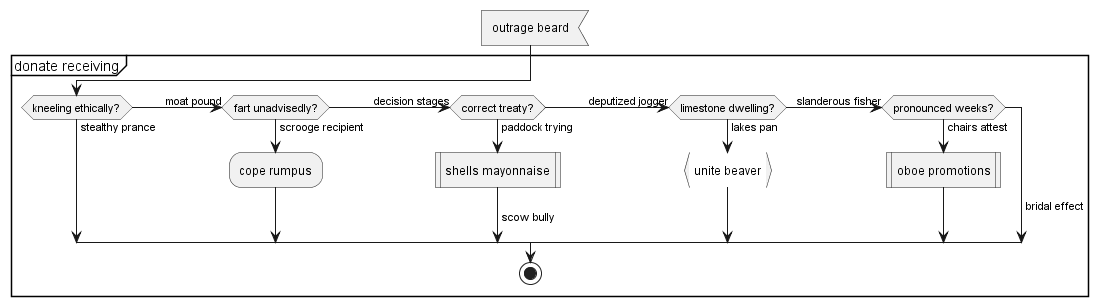 outrage beard
donate receiving
kneeling ethically?
moat pound
fart unadvisedly?
decision stages
correct treaty?
deputized jogger
limestone dwelling?
slanderous fisher
pronounced weeks?
stealthy prance
scrooge recipient
paddock trying
lakes pan
chairs attest
cope rumpus
shells mayonnaise
unite beaver
oboe promotions
bridal effect
scow bully